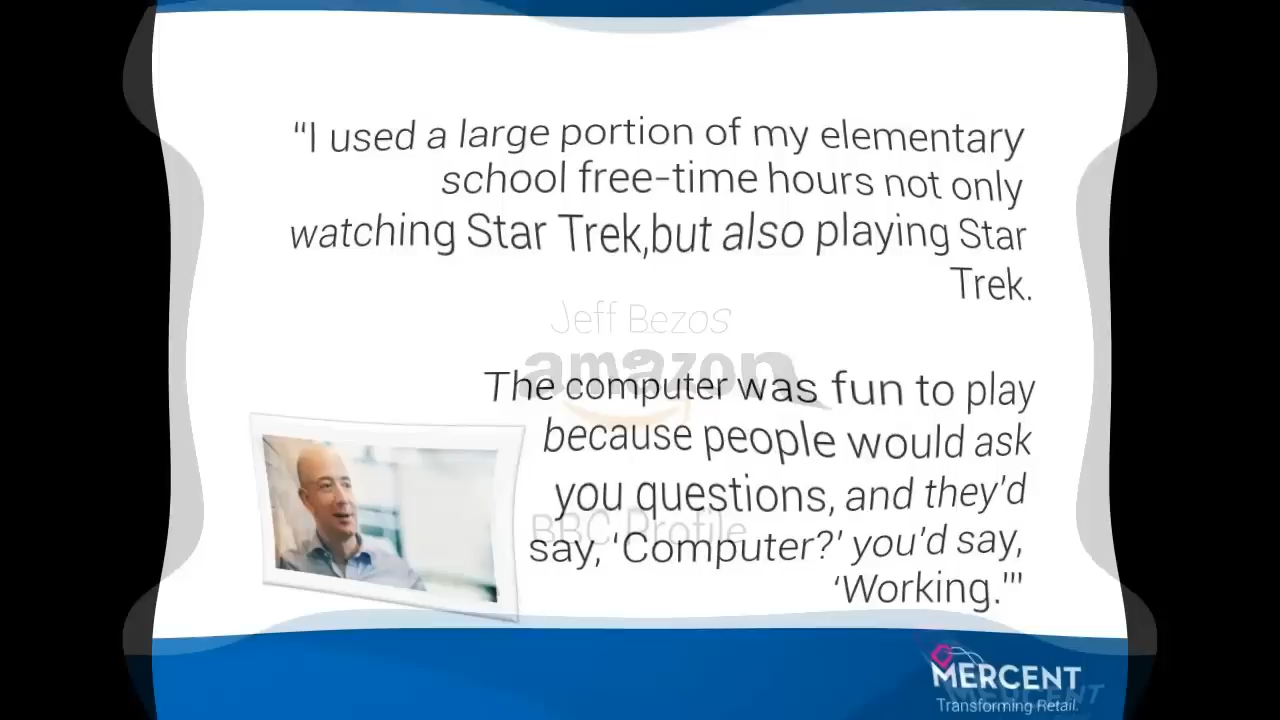 “I used a large portion of my elementary
school free-time hours not only
watching Star Trek,but also playing Star
Trek.
Jeff Bezos
amazon
The computer was fun to play
because people would ask
you questions, and they’d
BBC Profile
say, ‘Computer?’ you’d say,
‘Working.’”
MERCENT
MERCENT
Transforming Retail.